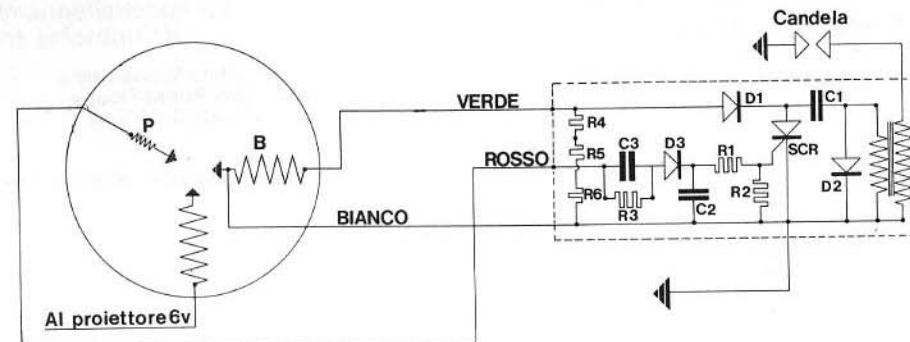 Candela
VERDE
D1
C1
P
B
R4
C3
D3
R1
SCR
R5
ROSSO
R2
D2
R6
R3
C2
BIANCO
Al proiettore 6v